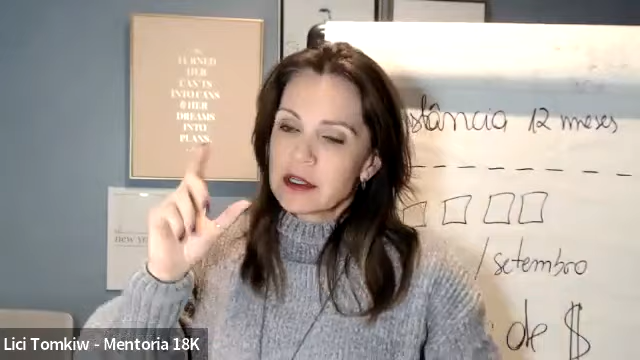 TURNED
HER
CAN'TS
INTO CANS
& HER
DREAMS
INTO
PLANS.
new
stância 12 meses
/ setembro
de $
Lici Tomkiw - Mentoria 18K